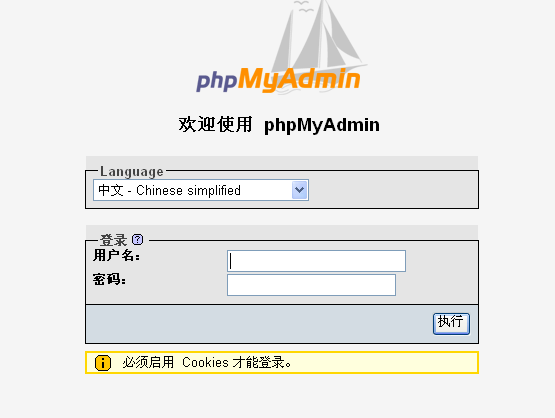 phpMyAdmin
欢迎使用 phpMyAdmin
Language
中文 - Chinese simplified
登录 ?
用户名:
密码:
执行
必须启用 Cookies 才能登录。